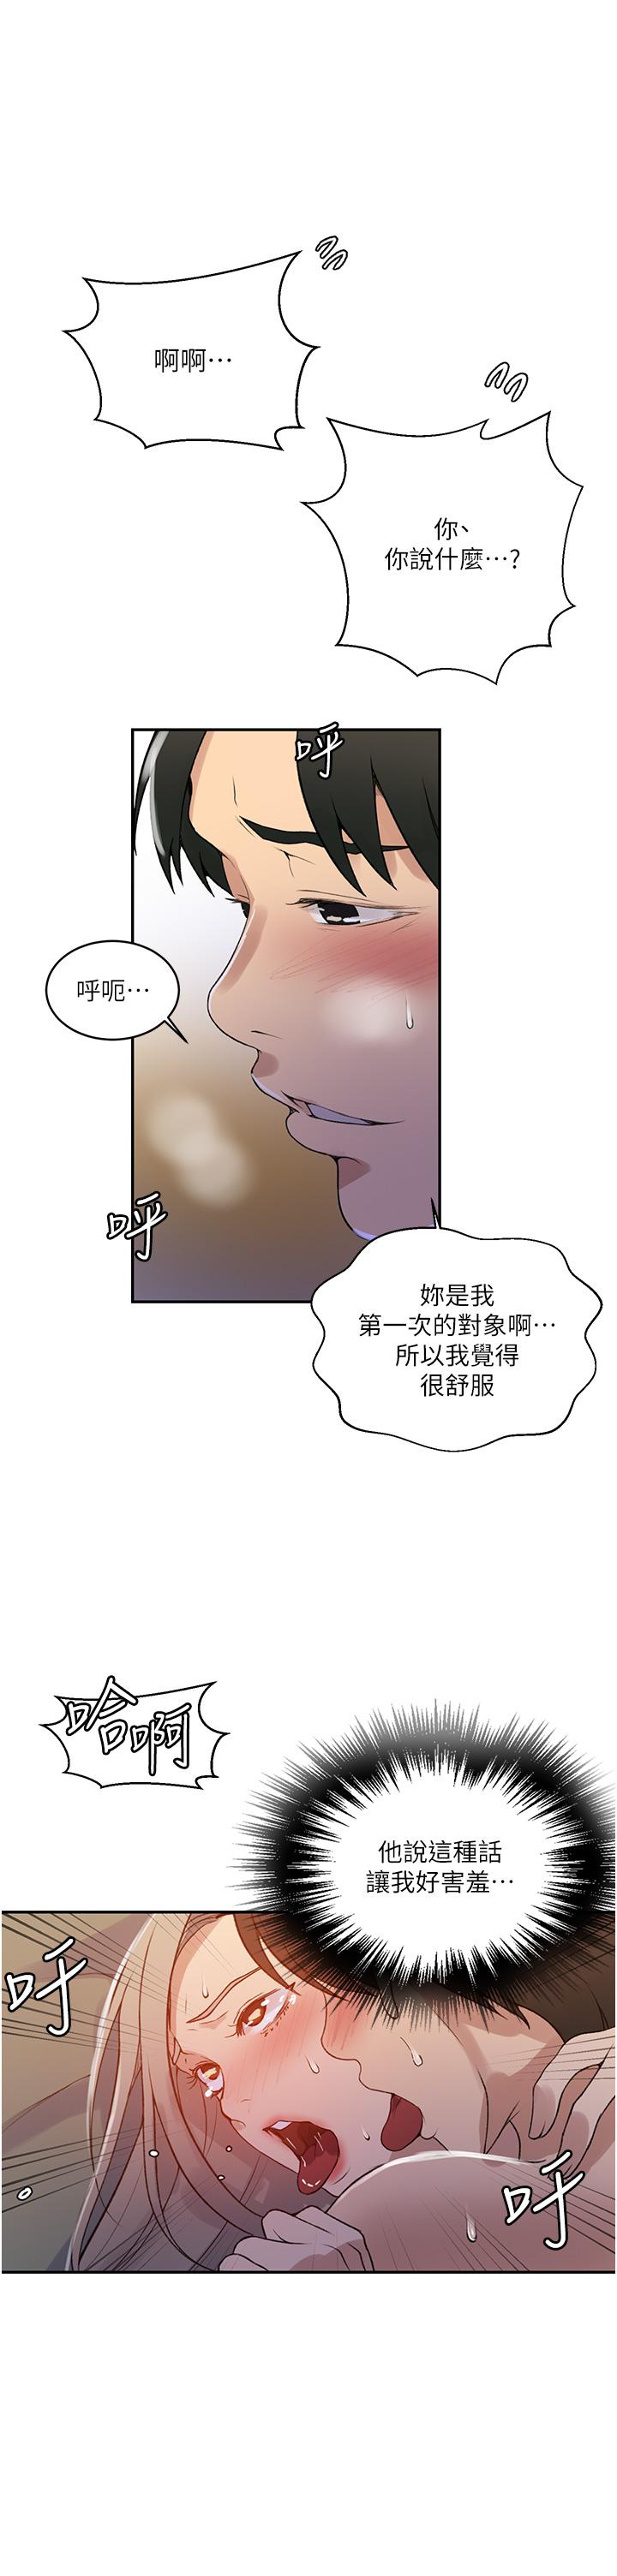 啊啊⋯
你、
你說什麼⋯?
呼
呼呃⋯
呼
妳是我
第一次的對象啊⋯
所以我覺得
很舒服
哈啊
他說這種話
讓我好害羞⋯
吁
吁